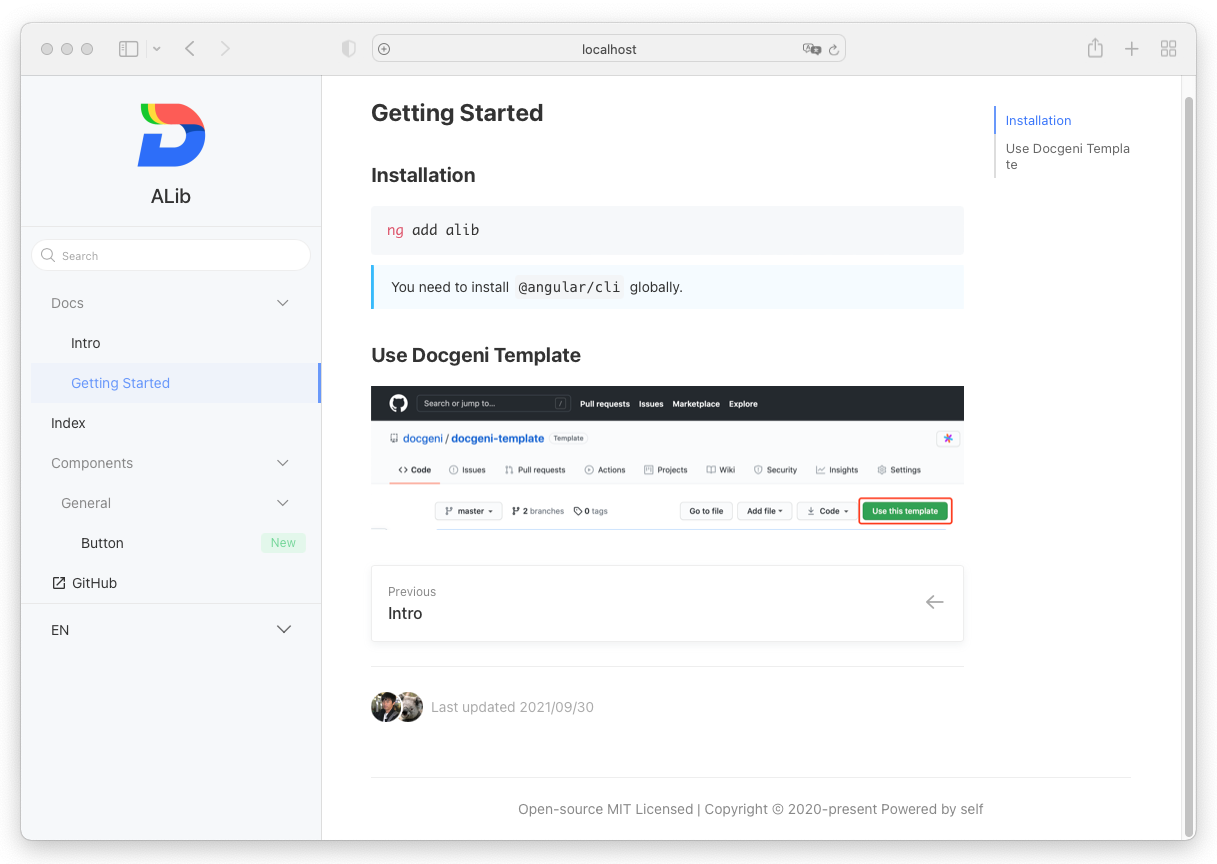 localhost
ALib
Search
Docs
Intro
Getting Started
Index
Components
General
Button New
GitHub
EN
Getting Started
Installation
ng add alib
You need to install @angular/cli globally.
Use Docgeni Template
Search or jump to... /
Pull requests Issues Marketplace Explore
docgeni / docgeni-template Template
Code Issues Pull requests Actions Projects Wiki Security Insights Settings
master 2 branches 0 tags Go to file Add file Code Use this template
Previous
Intro
Last updated 2021/09/30
Open-source MIT Licensed | Copyright © 2020-present Powered by self
Installation
Use Docgeni Templa
te